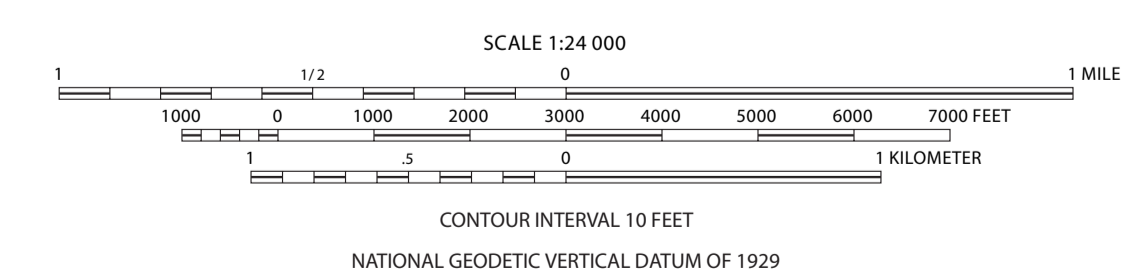 SCALE 1:24 000
1 1/2 0 1 MILE
1000 0 1000 2000 3000 4000 5000 6000 7000 FEET
1 .5 0 1 KILOMETER
CONTOUR INTERVAL 10 FEET
NATIONAL GEODETIC VERTICAL DATUM OF 1929